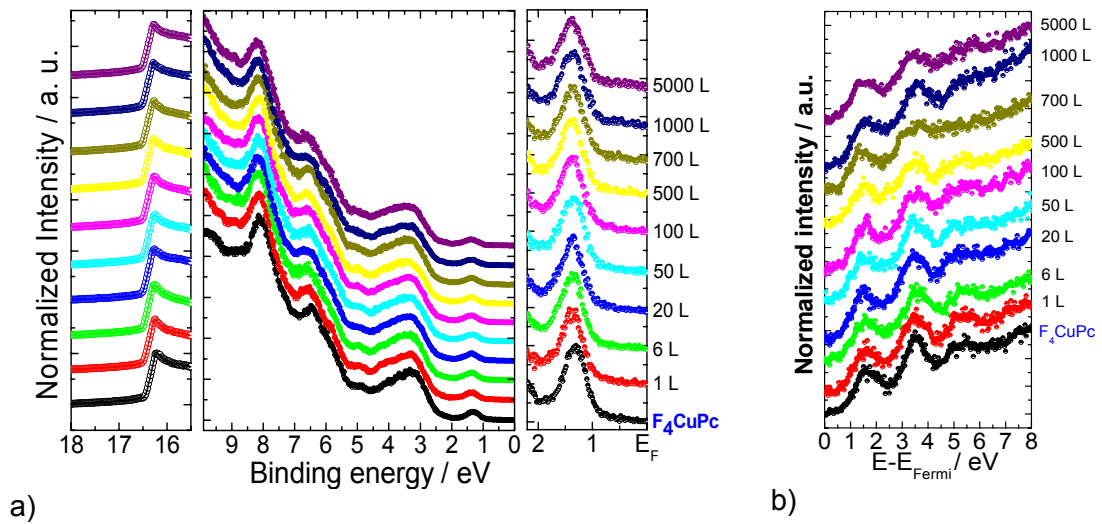 Normalized Intensity / a. u.
5000 L
1000 L
700 L
500 L
100 L
50 L
20 L
6 L
1 L
F4CuPc
18 17 16
9 8 7 6 5 4 3 2 1 0
2 1 EF
Binding energy / eV
a)
Normalized intensity / a.u.
5000 L
1000 L
700 L
500 L
100 L
50 L
20 L
6 L
1 L
F4CuPc
0 1 2 3 4 5 6 7 8
E-EFermi / eV
b)